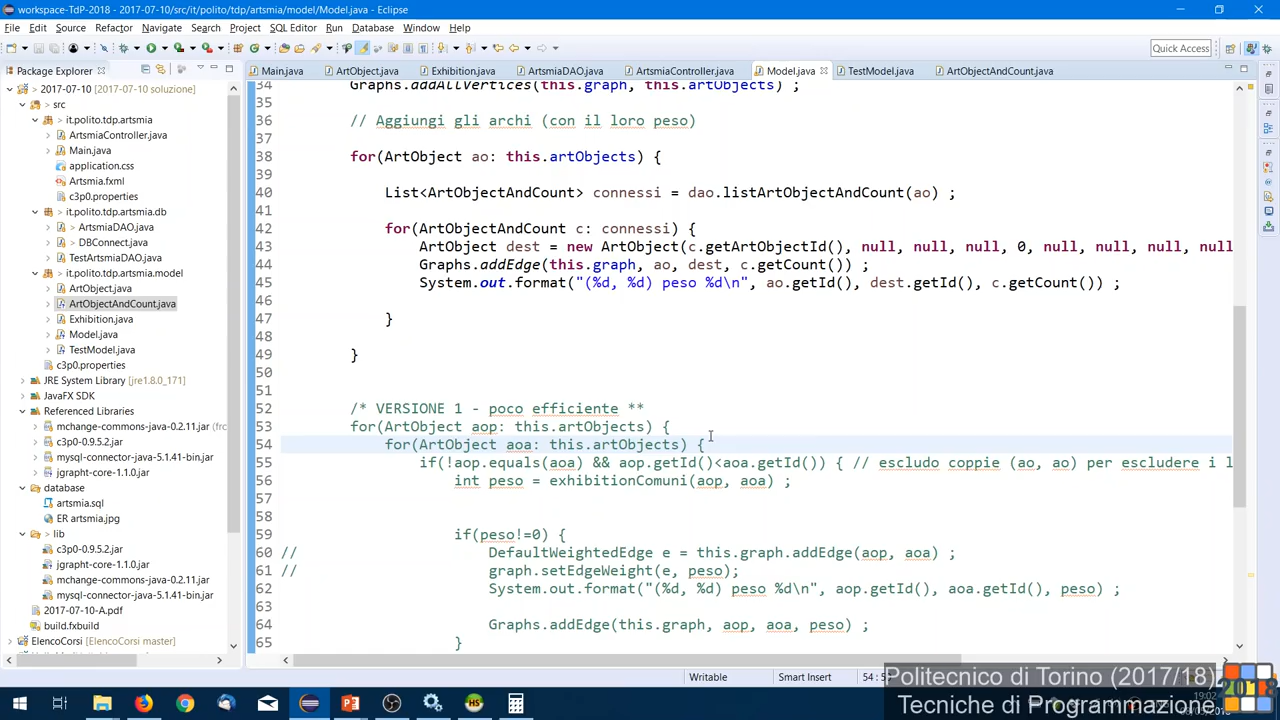 workspace-TdP-2018 - 2017-07-10/src/it/polito/tdp/artsmia/model/Model.java - Eclipse
File Edit Source Refactor Navigate Search Project SQL Editor Run Database Window Help
Quick Access
Package Explorer
Main.java ArtObject.java Exhibition.java ArtsmiaDAO.java ArtsmiaController.java Model.java TestModel.java ArtObjectAndCount.java
2017-07-10 [2017-07-10 soluzione]
src
it.polito.tdp.artsmia
ArtsmiaController.java
Main.java
application.css
Artsmia.fxml
c3p0.properties
it.polito.tdp.artsmia.db
ArtsmiaDAO.java
DBConnect.java
TestArtsmiaDAO.java
it.polito.tdp.artsmia.model
ArtObject.java
ArtObjectAndCount.java
Exhibition.java
Model.java
TestModel.java
c3p0.properties
JRE System Library [jre1.8.0_171]
JavaFX SDK
Referenced Libraries
mchange-commons-java-0.2.11.jar
c3p0-0.9.5.2.jar
mysql-connector-java-5.1.41-bin.jar
jgrapht-core-1.1.0.jar
database
artsmia.sql
ER artsmia.jpg
lib
c3p0-0.9.5.2.jar
jgrapht-core-1.1.0.jar
mchange-commons-java-0.2.11.jar
mysql-connector-java-5.1.41-bin.jar
2017-07-10-A.pdf
build.fxbuild
ElencoCorsi [ElencoCorsi master]
34 Graphs.addAllVertices(this.graph, this.artObjects) ;
35
36 // Aggiungi gli archi (con il loro peso)
37
38 for(ArtObject ao: this.artObjects) {
39
40 List<ArtObjectAndCount> connessi = dao.listArtObjectAndCount(ao) ;
41
42 for(ArtObjectAndCount c: connessi) {
43 ArtObject dest = new ArtObject(c.getArtObjectId(), null, null, null, 0, null, null, null, null
44 Graphs.addEdge(this.graph, ao, dest, c.getCount()) ;
45 System.out.format("(%d, %d) peso %d\n", ao.getId(), dest.getId(), c.getCount()) ;
46
47 }
48
49 }
50
51
52 /* VERSIONE 1 - poco efficiente **
53 for(ArtObject aop: this.artObjects) {
54 for(ArtObject aoa: this.artObjects) {
55 if(!aop.equals(aoa) && aop.getId()<aoa.getId()) { // escludo coppie (ao, ao) per escludere i l
56 int peso = exhibitionComuni(aop, aoa) ;
57
58
59 if(peso!=0) {
60 // DefaultWeightedEdge e = this.graph.addEdge(aop, aoa) ;
61 // graph.setEdgeWeight(e, peso);
62 System.out.format("(%d, %d) peso %d\n", aop.getId(), aoa.getId(), peso) ;
63
64 Graphs.addEdge(this.graph, aop, aoa, peso) ;
65 }
Writable Smart Insert
Politecnico di Torino (2017/18)
Tecniche di Programmazione
2018
19:02